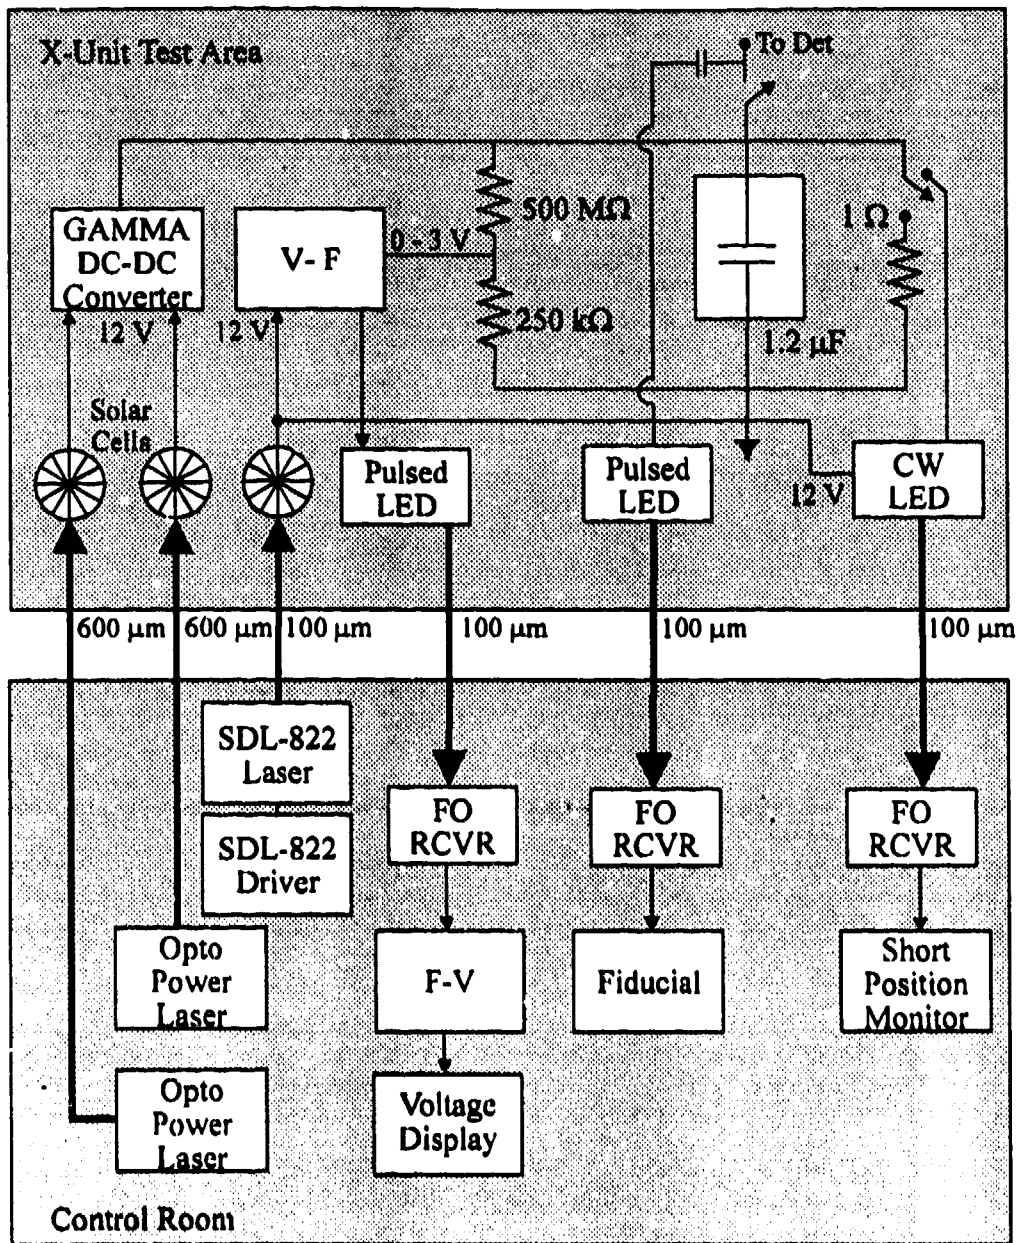 X-Unit Test Area
To Det
GAMMA
DC-DC
Converter
V- F
0 - 3 V
500 MΩ
250 kΩ
1.2 µF
1 Ω
12 V
12 V
Solar
Cella
Pulsed
LED
Pulsed
LED
12 V
CW
LED
600 µm
600 µm
100 µm
100 µm
100 µm
100 µm
SDL-822
Laser
SDL-822
Driver
FO
RCVR
FO
RCVR
FO
RCVR
Opto
Power
Laser
F-V
Fiducial
Short
Position
Monitor
Opto
Power
Laser
Voltage
Display
Control Room